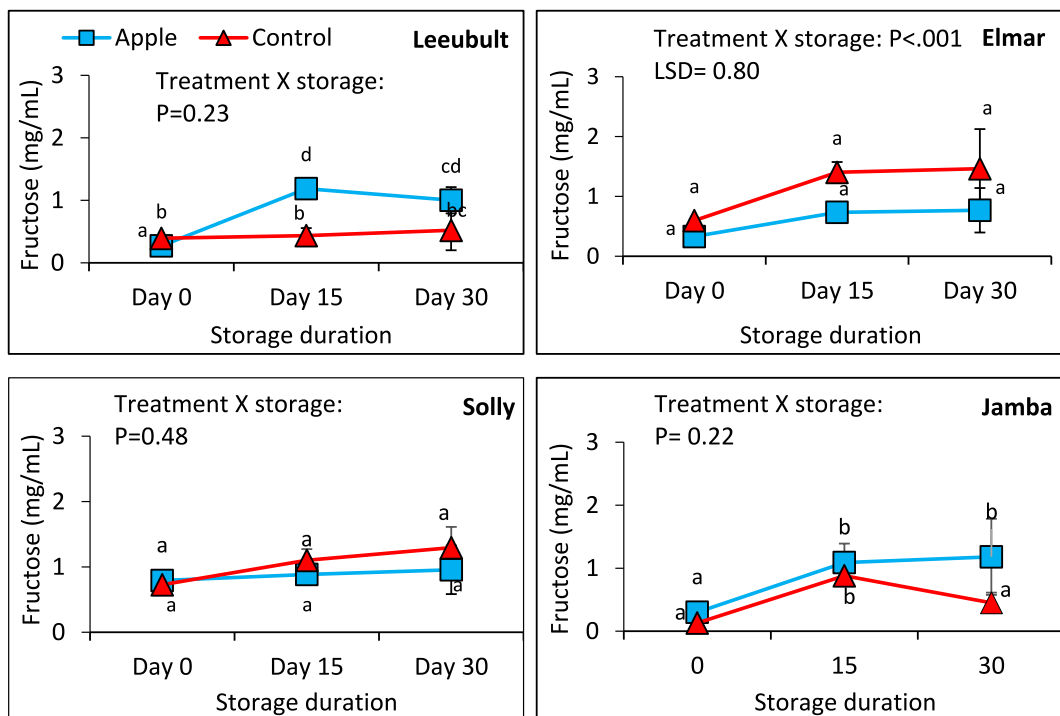 Apple Control Leeubult
Treatment X storage:
P=0.23
Fructose (mg/mL)
3
2
1
0
a b d b cd bc
Day 0 Day 15 Day 30
Storage duration
Treatment X storage: P<.001 Elmar
LSD= 0.80
Fructose (mg/mL)
3
2
1
0
a a a a a a
Day 0 Day 15 Day 30
Storage duration
Treatment X storage: Solly
P=0.48
Fructose (mg/mL)
3
2
1
0
a a a a a a
Day 0 Day 15 Day 30
Storage duration
Treatment X storage: Jamba
P= 0.22
Fructose (mg/mL)
3
2
1
0
a a b b b a
0 15 30
Storage duration